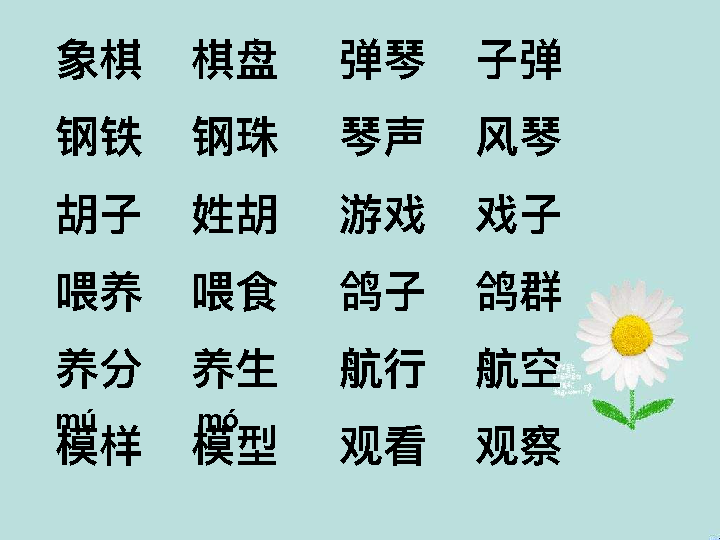 象棋 棋盘 弹琴 子弹
钢铁 钢珠 琴声 风琴
胡子 姓胡 游戏 戏子
喂养 喂食 鸽子 鸽群
养分 养生 航行 航空
mú mó
模样 模型 观看 观察